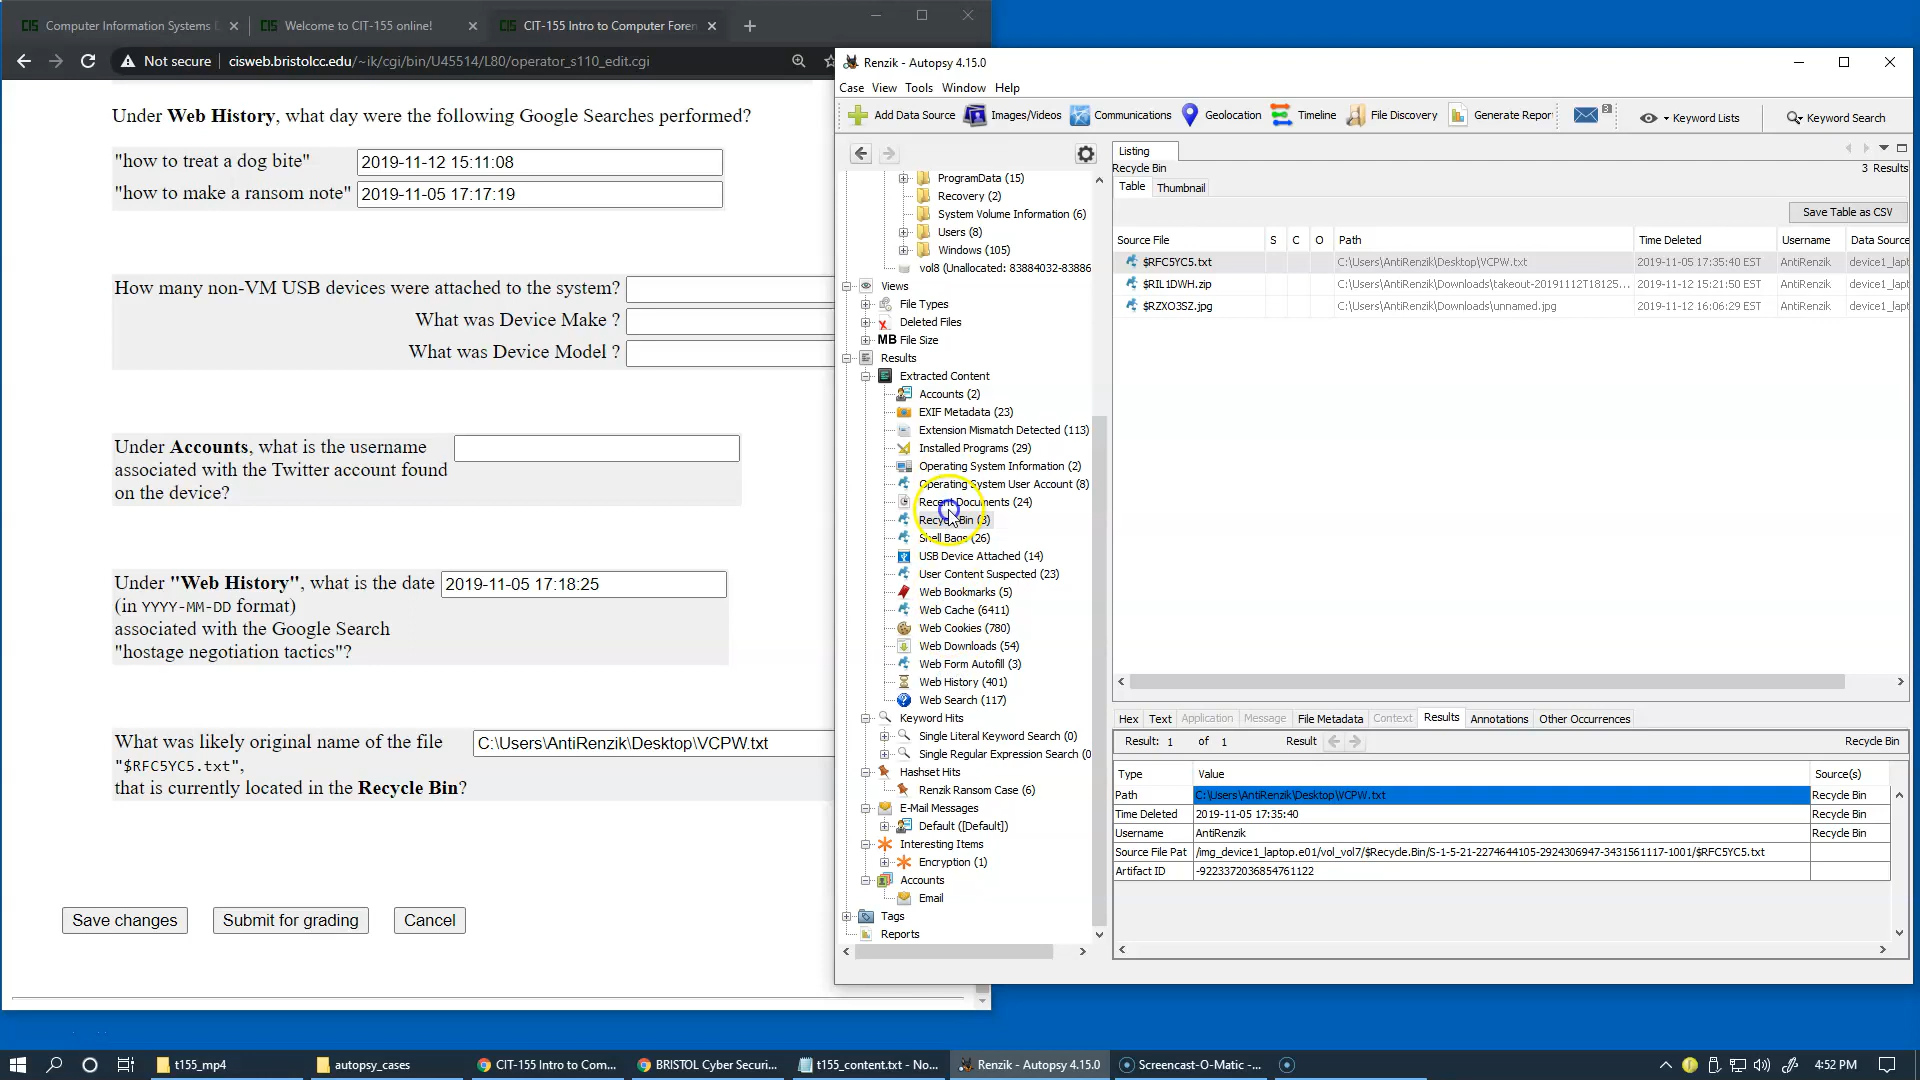 Computer Information Systems D
Welcome to CIT-155 online!
CIT-155 Intro to Computer Foren
Not secure
cisweb.bristolcc.edu/~ik/cgi/bin/U45514/L80/operator_s110_edit.cgi
Under Web History, what day were the following Google Searches performed?
"how to treat a dog bite" 2019-11-12 15:11:08
"how to make a ransom note" 2019-11-05 17:17:19
How many non-VM USB devices were attached to the system?
What was Device Make ?
What was Device Model ?
Under Accounts, what is the username
associated with the Twitter account found
on the device?
Under "Web History", what is the date 2019-11-05 17:18:25
(in YYYY-MM-DD format)
associated with the Google Search
"hostage negotiation tactics"?
What was likely original name of the file C:\Users\AntiRenzik\Desktop\VCPW.txt
"$RFC5YC5.txt",
that is currently located in the Recycle Bin?
Save changes Submit for grading Cancel
Renzik - Autopsy 4.15.0
Case View Tools Window Help
Add Data Source Images/Videos Communications Geolocation Timeline File Discovery Generate Repor 3 Keyword Lists Keyword Search
ProgramData (15)
Recovery (2)
System Volume Information (6)
Users (8)
Windows (105)
vol8 (Unallocated: 83884032-83886
Views
File Types
Deleted Files
MB File Size
Results
Extracted Content
Accounts (2)
EXIF Metadata (23)
Extension Mismatch Detected (113)
Installed Programs (29)
Operating System Information (2)
Operating System User Account (8)
Recent Documents (24)
Recycle Bin (3)
Shell Bags (26)
USB Device Attached (14)
User Content Suspected (23)
Web Bookmarks (5)
Web Cache (6411)
Web Cookies (780)
Web Downloads (54)
Web Form Autofill (3)
Web History (401)
Web Search (117)
Keyword Hits
Single Literal Keyword Search (0)
Single Regular Expression Search (0
Hashset Hits
Renzik Ransom Case (6)
E-Mail Messages
Default ([Default])
Interesting Items
Encryption (1)
Accounts
Email
Tags
Reports
Listing
Recycle Bin 3 Results
Table Thumbnail
Save Table as CSV
Source File S C O Path Time Deleted Username Data Source
$RFC5YC5.txt C:\Users\AntiRenzik\Desktop\VCPW.txt 2019-11-05 17:35:40 EST AntiRenzik device1_lapt
$RIL1DWH.zip C:\Users\AntiRenzik\Downloads\takeout-20191112T18125... 2019-11-12 15:21:50 EST AntiRenzik device1_lapt
$RZXO3SZ.jpg C:\Users\AntiRenzik\Downloads\unnamed.jpg 2019-11-12 16:06:29 EST AntiRenzik device1_lapt
Hex Text Application Message File Metadata Context Results Annotations Other Occurrences
Result: 1 of 1 Result Recycle Bin
Type Value Source(s)
Path C:\Users\AntiRenzik\Desktop\VCPW.txt Recycle Bin
Time Deleted 2019-11-05 17:35:40 Recycle Bin
Username AntiRenzik Recycle Bin
Source File Pat /img_device1_laptop.e01/vol_vol7/$Recycle.Bin/S-1-5-21-2274644105-2924306947-3431561117-1001/$RFC5YC5.txt
Artifact ID -9223372036854761122
t155_mp4 autopsy_cases CIT-155 Intro to Com... BRISTOL Cyber Securi... t155_content.txt - No... Renzik - Autopsy 4.15.0 Screencast-O-Matic -... 4:52 PM